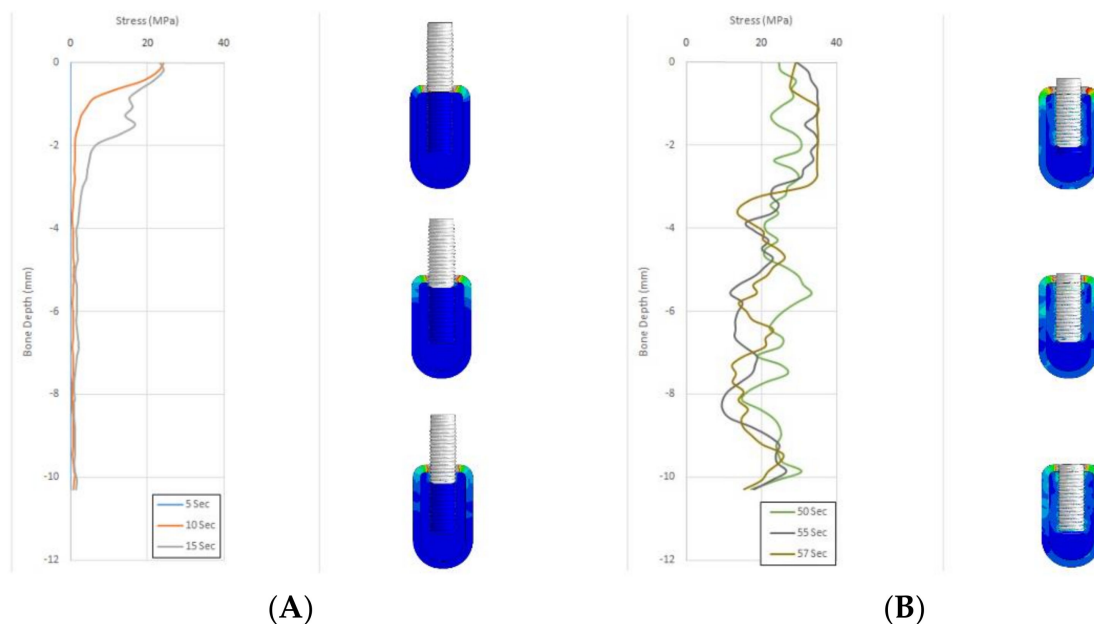 Stress (MPa)
0 20 40
0
-2
-4
-6
-8
-10
-12
Bone Depth (mm)
5 Sec
10 Sec
15 Sec
(A)
Stress (MPa)
0 20 40
0
-2
-4
-6
-8
-10
-12
Bone Depth (mm)
50 Sec
55 Sec
57 Sec
(B)